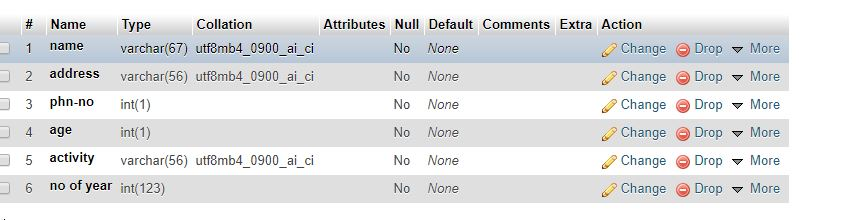 # Name Type Collation Attributes Null Default Comments Extra Action
1 name varchar(67) utf8mb4_0900_ai_ci No None Change Drop More
2 address varchar(56) utf8mb4_0900_ai_ci No None Change Drop More
3 phn-no int(1) No None Change Drop More
4 age int(1) No None Change Drop More
5 activity varchar(56) utf8mb4_0900_ai_ci No None Change Drop More
6 no of year int(123) No None Change Drop More